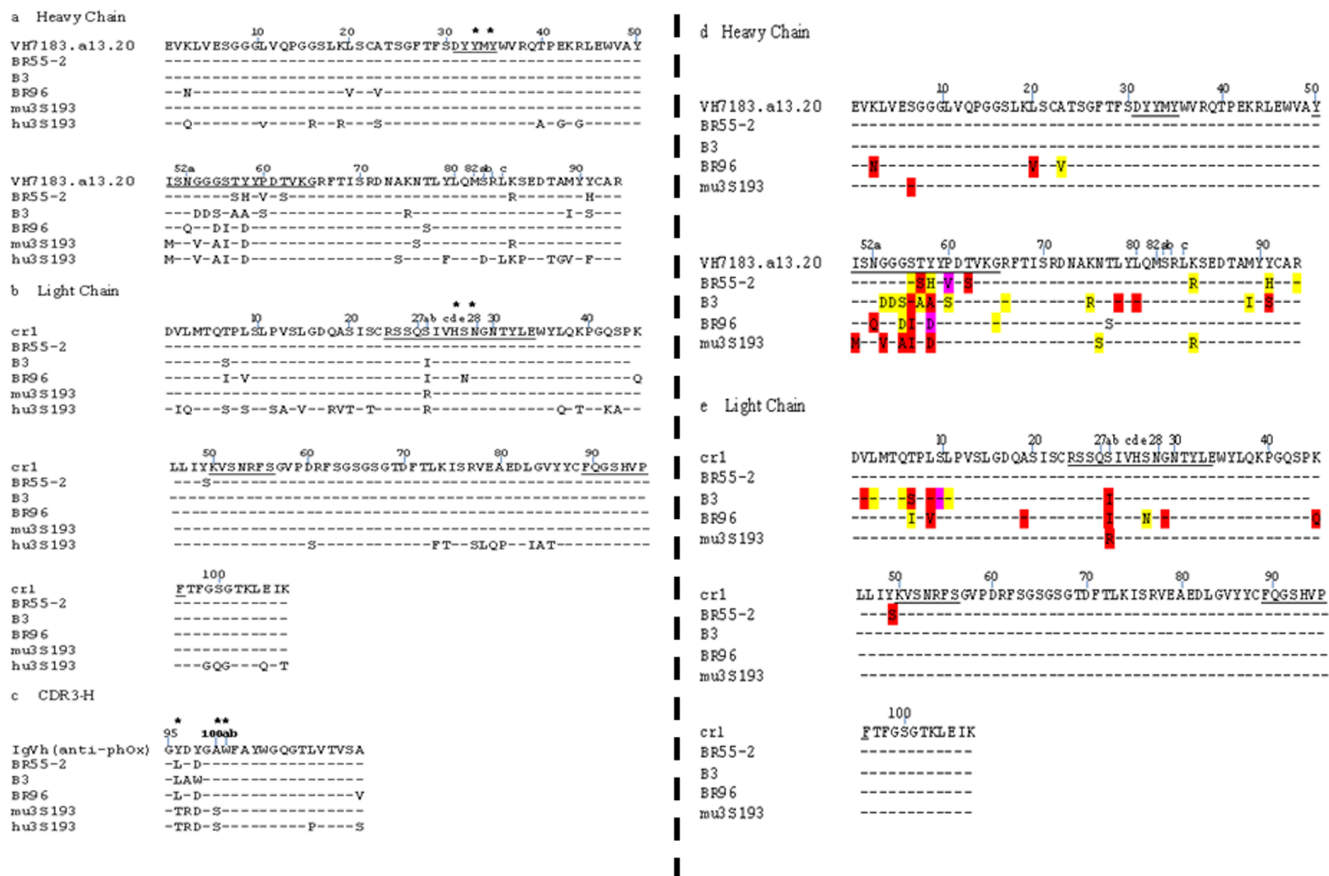 a Heavy Chain
* *
10 20 30 40 50
VH7183.a13.20 EVKLVESGGGLVQPGGSLKLSCATSGFTFSDYYMYWVRQTPEKRLEWVAY
BR55-2 --------------------------------------------------
B3 --------------------------------------------------
BR96 --N----------------V--V---------------------------
mu3S193 --------------------------------------------------
hu3S193 --Q-------V----R--R---S----------------A-G-G------
52a 60 70 80 82ab c 90
VH7183.a13.20 ISNGGGSTYYPDTVKGRFTISRDNAKNTLYLQMSRLKSEDTAMYYCAR
BR55-2 -------SH-V-S-----------------------R-------H---
B3 ---DDS-AA-S--------------R----------------I-S---
BR96 --Q--DI-D------------------S--------------------
mu3S193 M--V-AI-D-----------------S---------R-----------
hu3S193 M--V-AI-D---------------S----F---D-LKP--TGV-F---
b Light Chain
* *
10 20 27ab cde28 30 40
cr1 DVLMTQTPLSLPVSLGDQASISCRSSQSIVHSNGNTYLEWYLQKPGQSPK
BR55-2 --------------------------------------------------
B3 ------S--------------------I----------------------
BR96 ------I-V------------------I---N-----------------Q
mu3S193 ---------------------------R----------------------
hu3S193 -IQ---S-S--SA-V--RVT-T-----R-------------Q-T--KA--
50 60 70 80 90
cr1 LLIYKVSNRFSGVPDRFSGSGSGTDFTLKISRVEAEDLGVYYCFQGSHVP
BR55-2 ---S----------------------------------------------
B3 --------------------------------------------------
BR96 --------------------------------------------------
mu3S193 --------------------------------------------------
hu3S193 --------------S------------FT--SLQP--IAT----------
100
cr1 FTFGSGTKLEIK
BR55-2 ------------
B3 ------------
BR96 ------------
mu3S193 ------------
hu3S193 ---GQG---Q-T
c CDR3-H
* **
95 100ab
IgVh(anti-phOx) GYDYGAWFAYWGQGTLVTVSA
BR55-2 -L-D-----------------
B3 -LAW-----------------
BR96 -L-D----------------V
mu3S193 -TRD-S---------------
hu3S193 -TRD-S---------P----S
d Heavy Chain
10 20 30 40 50
VH7183.a13.20 EVKLVESGGGLVQPGGSLKLSCATSGFTFSDYYMYWVRQTPEKRLEWVAY
BR55-2 --------------------------------------------------
B3 --------------------------------------------------
BR96 --N----------------V--V---------------------------
mu3S193 --------------------------------------------------
52a 60 70 80 82ab c 90
VH7183.a13.20 ISNGGGSTYYPDTVKGRFTISRDNAKNTLYLQMSRLKSEDTAMYYCAR
BR55-2 -------SH-V-S-----------------------R-------H---
B3 ---DDS-AA-S--------------R----------------I-S---
BR96 --Q--DI-D------------------S--------------------
mu3S193 M--V-AI-D-----------------S---------R-----------
e Light Chain
10 20 27ab cde 28 30 40
cr1 DVLMTQTPLSLPVSLGDQASISCRSSQSIVHSNGNTYLEWYLQKPGQSPK
BR55-2 --------------------------------------------------
B3 ------S--------------------I----------------------
BR96 ------I-V------------------I---N-----------------Q
mu3S193 ---------------------------R----------------------
50 60 70 80 90
cr1 LLIYKVSNRFSGVPDRFSGSGSGTDFTLKISRVEAEDLGVYYCFQGSHVP
BR55-2 ---S----------------------------------------------
B3 --------------------------------------------------
BR96 --------------------------------------------------
mu3S193 --------------------------------------------------
100
cr1 FTFGSGTKLEIK
BR55-2 ------------
B3 ------------
BR96 ------------
mu3S193 ------------